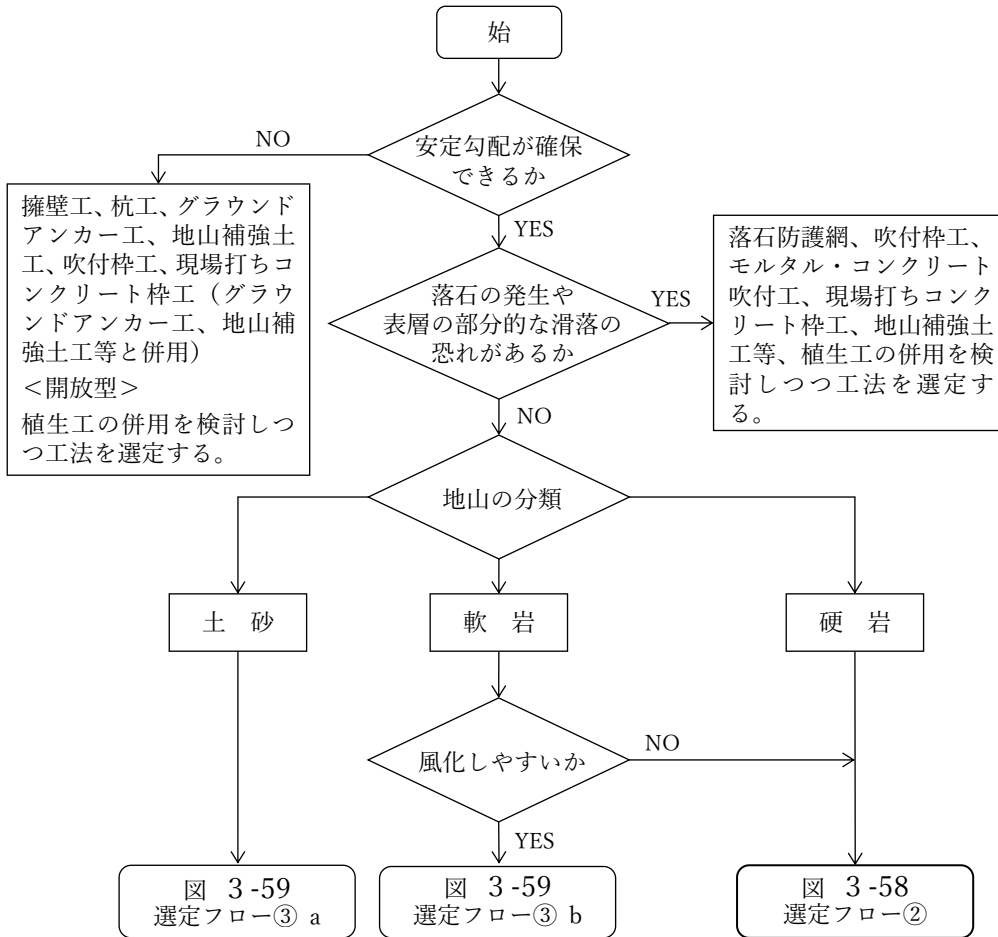 始
安定勾配が確保
できるか
NO
擁壁工、杭工、グラウンド
アンカー工、地山補強土
工、吹付枠工、現場打ちコ
ンクリート枠工（グラウ
ンドアンカー工、地山補
強土工等と併用）
＜開放型＞
植生工の併用を検討しつ
つ工法を選定する。
YES
落石の発生や
表層の部分的な滑落の
恐れがあるか
YES
落石防護網、吹付枠工、
モルタル・コンクリート
吹付工、現場打ちコンク
リート枠工、地山補強土
工等、植生工の併用を検
討しつつ工法を選定す
る。
NO
地山の分類
土　砂
軟　岩
硬　岩
風化しやすいか
NO
YES
図　3-59
選定フロー③ a
図　3-59
選定フロー③ b
図　3-58
選定フロー②